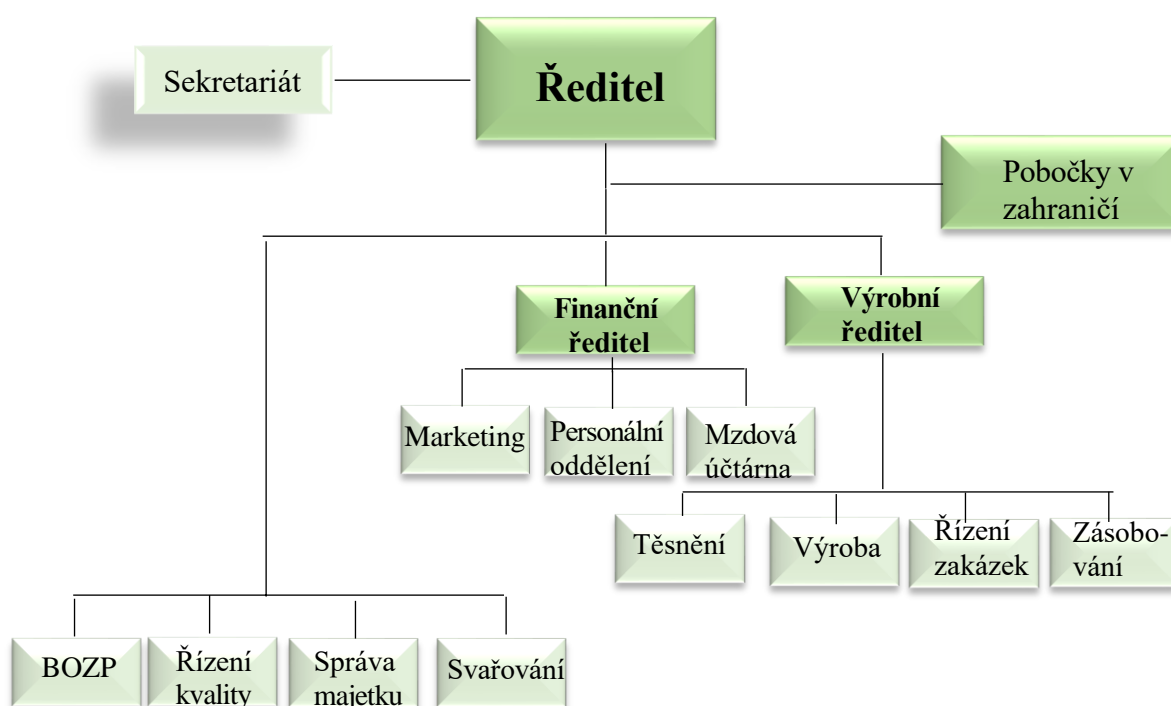 Sekretariát
Ředitel
Pobočky v
zahraničí
Finanční
ředitel
Výrobní
ředitel
Marketing
Personální
oddělení
Mzdová
účtárna
Těsnění
Výroba
Řízení
zakázek
Zásobo-
vání
BOZP
Řízení
kvality
Správa
majetku
Svařování